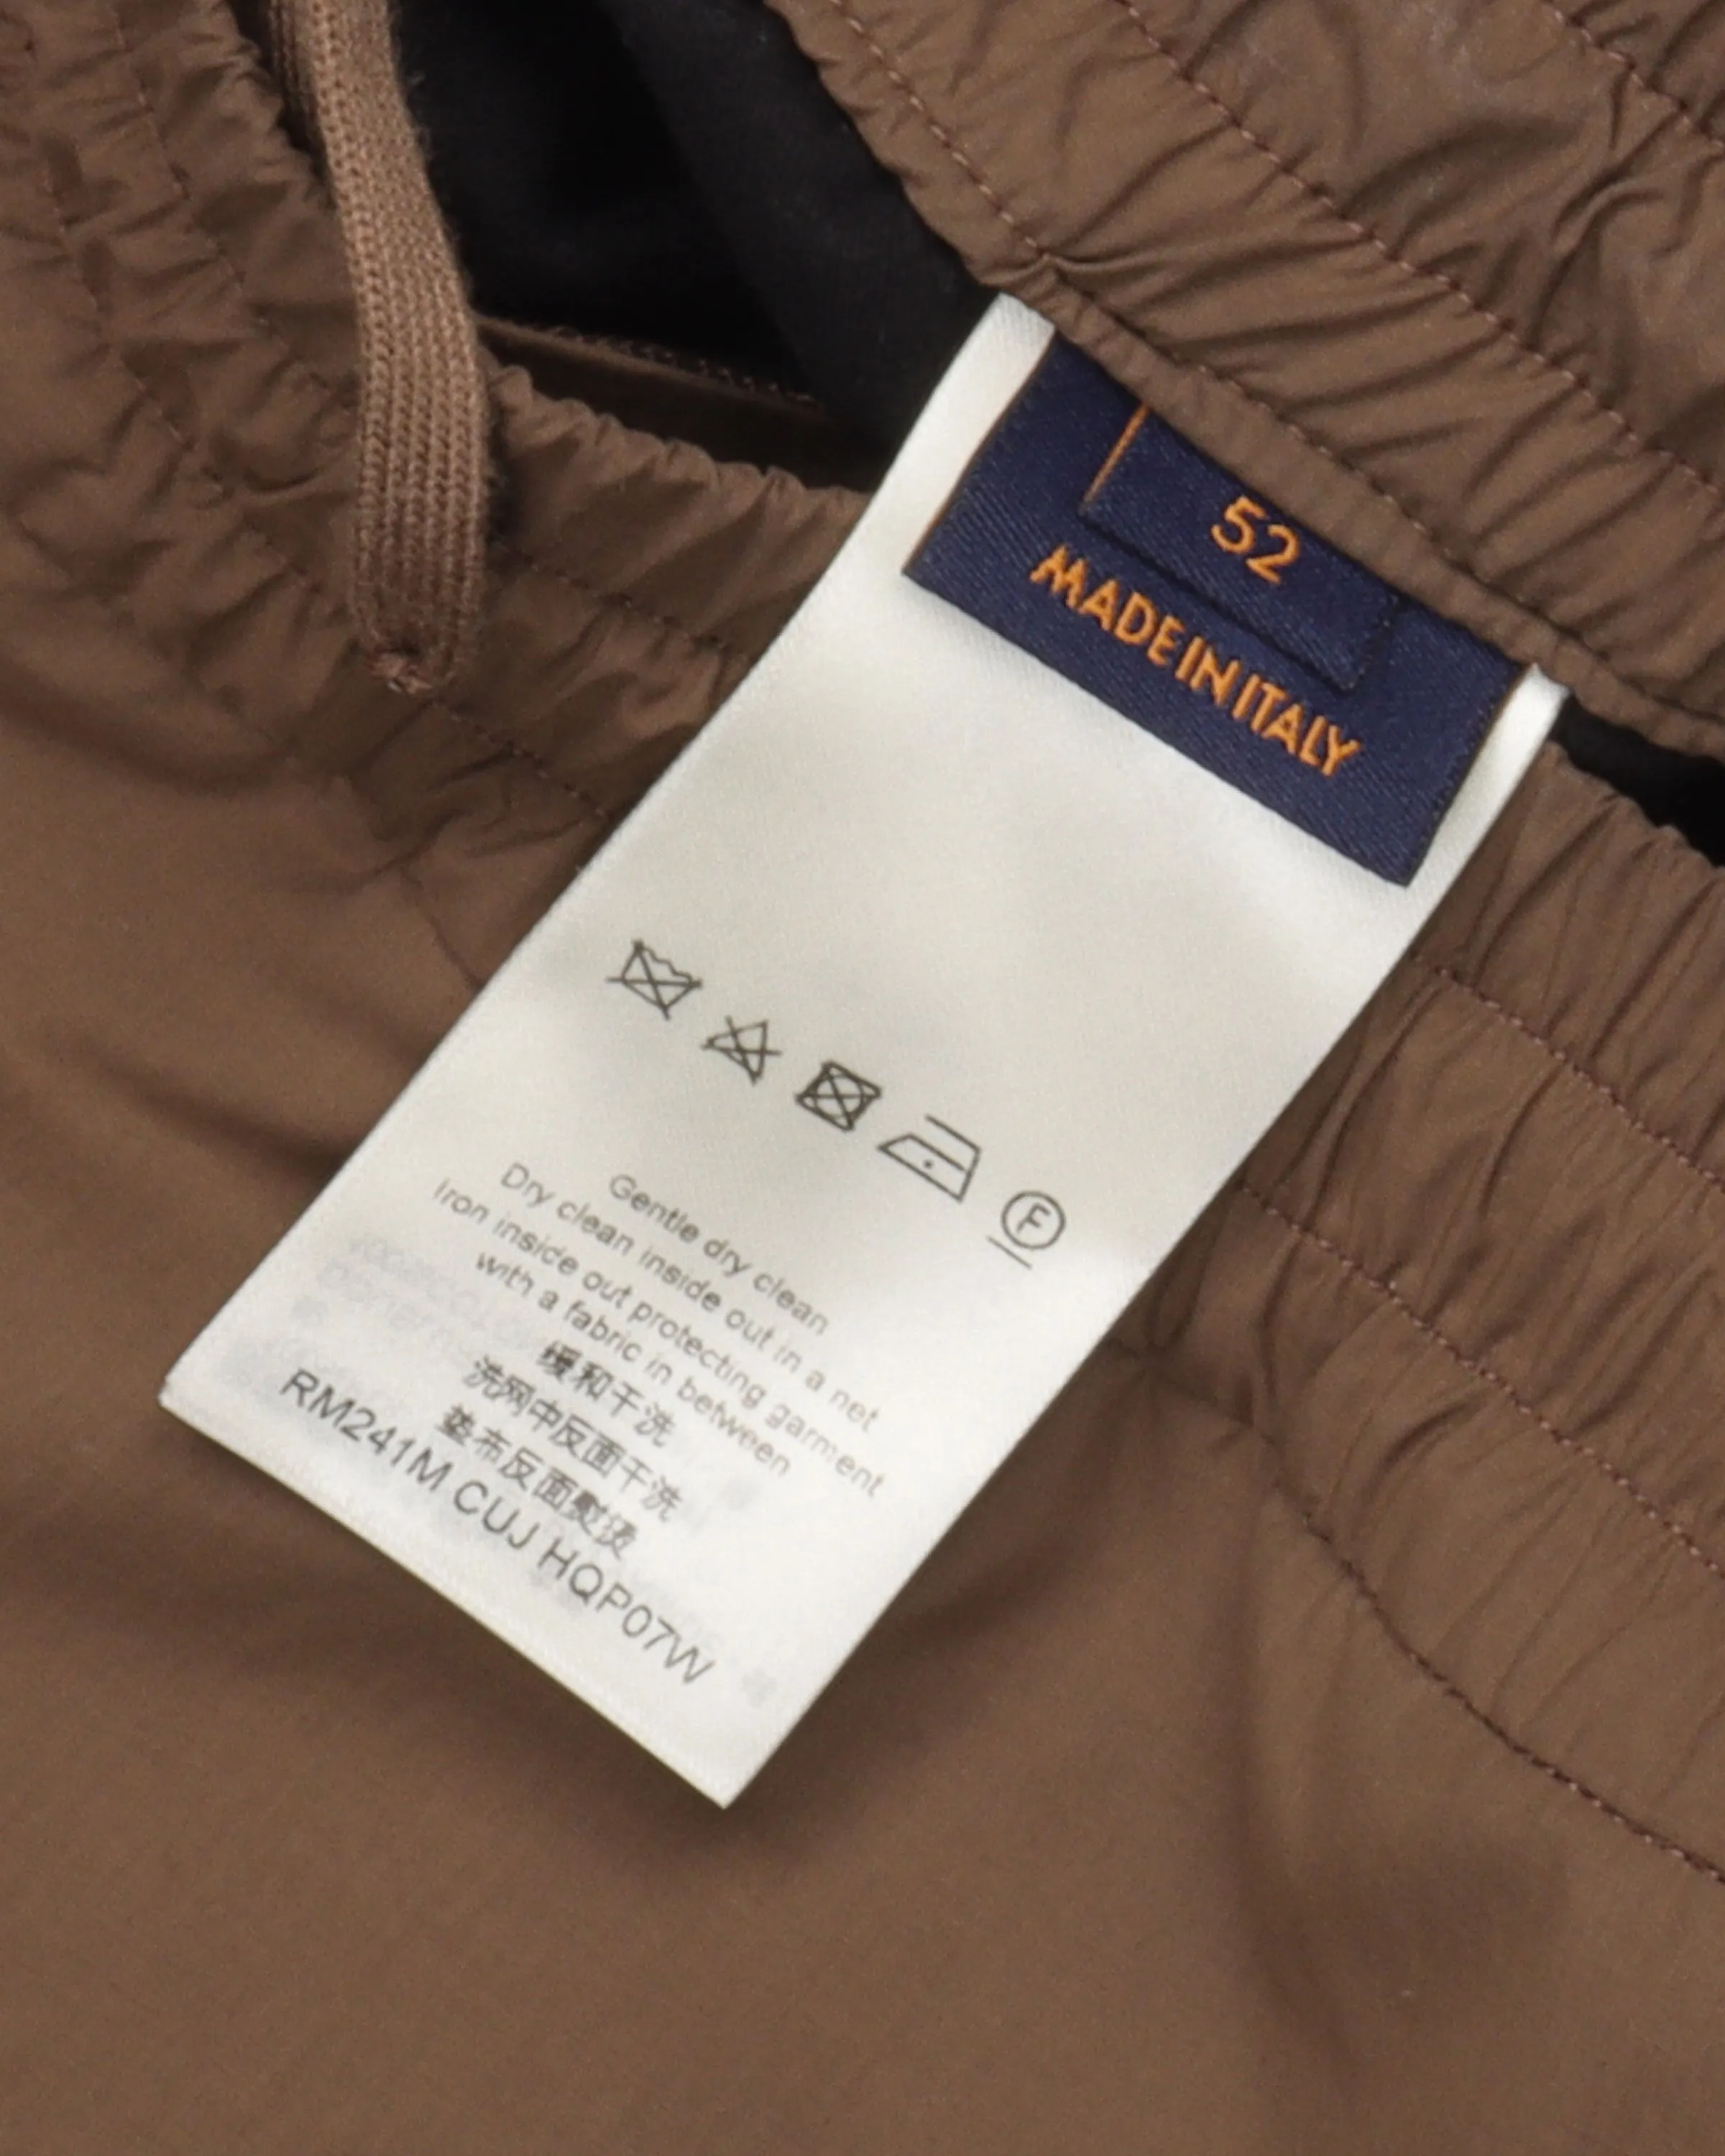 52
MADE IN ITALY
F
Gentle dry clean
Dry clean inside out in a net
Iron inside out protecting garment
with a fabric in between
缓和干洗
洗网中反面干洗
垫布反面熨烫
RM241M CUJ HQP07W